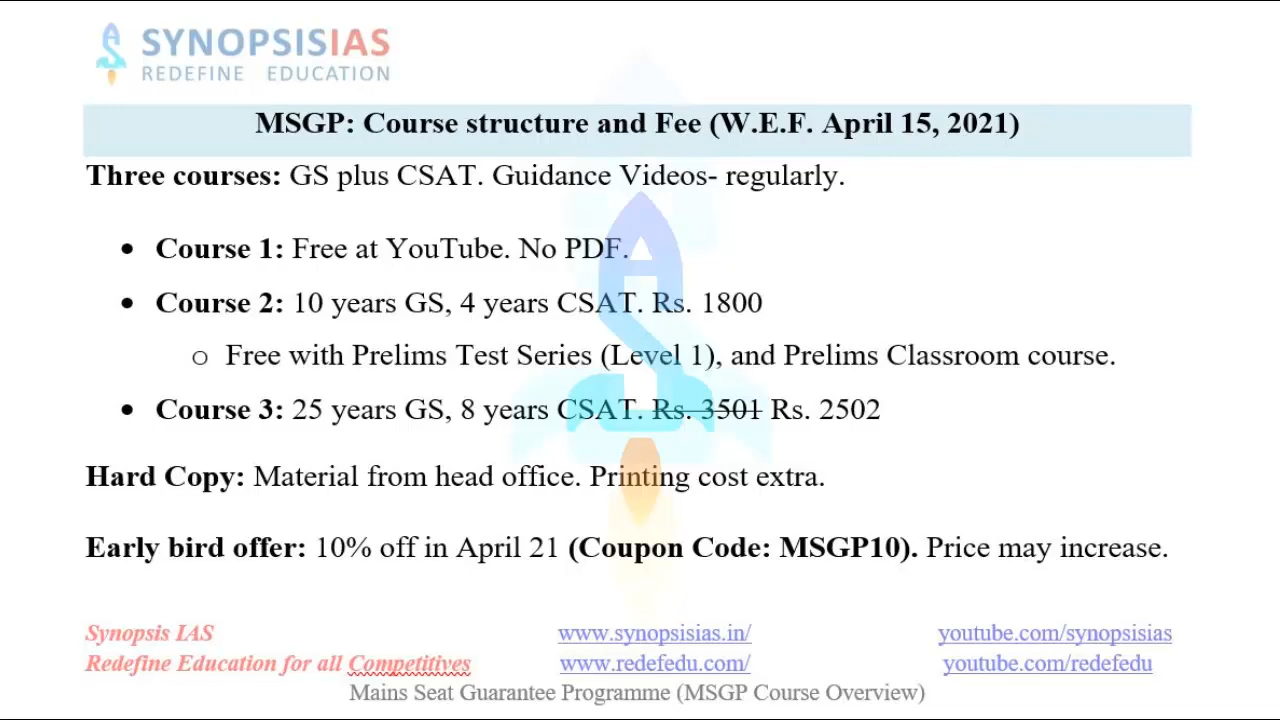 SYNOPSISIAS
REDEFINE EDUCATION
MSGP: Course structure and Fee (W.E.F. April 15, 2021)
Three courses: GS plus CSAT. Guidance Videos- regularly.
• Course 1: Free at YouTube. No PDF.
• Course 2: 10 years GS, 4 years CSAT. Rs. 1800
o Free with Prelims Test Series (Level 1), and Prelims Classroom course.
• Course 3: 25 years GS, 8 years CSAT. Rs. 3501 Rs. 2502
Hard Copy: Material from head office. Printing cost extra.
Early bird offer: 10% off in April 21 (Coupon Code: MSGP10). Price may increase.
Synopsis IAS www.synopsisias.in/ youtube.com/synopsisias
Redefine Education for all Competitives www.redefedu.com/ youtube.com/redefedu
Mains Seat Guarantee Programme (MSGP Course Overview)